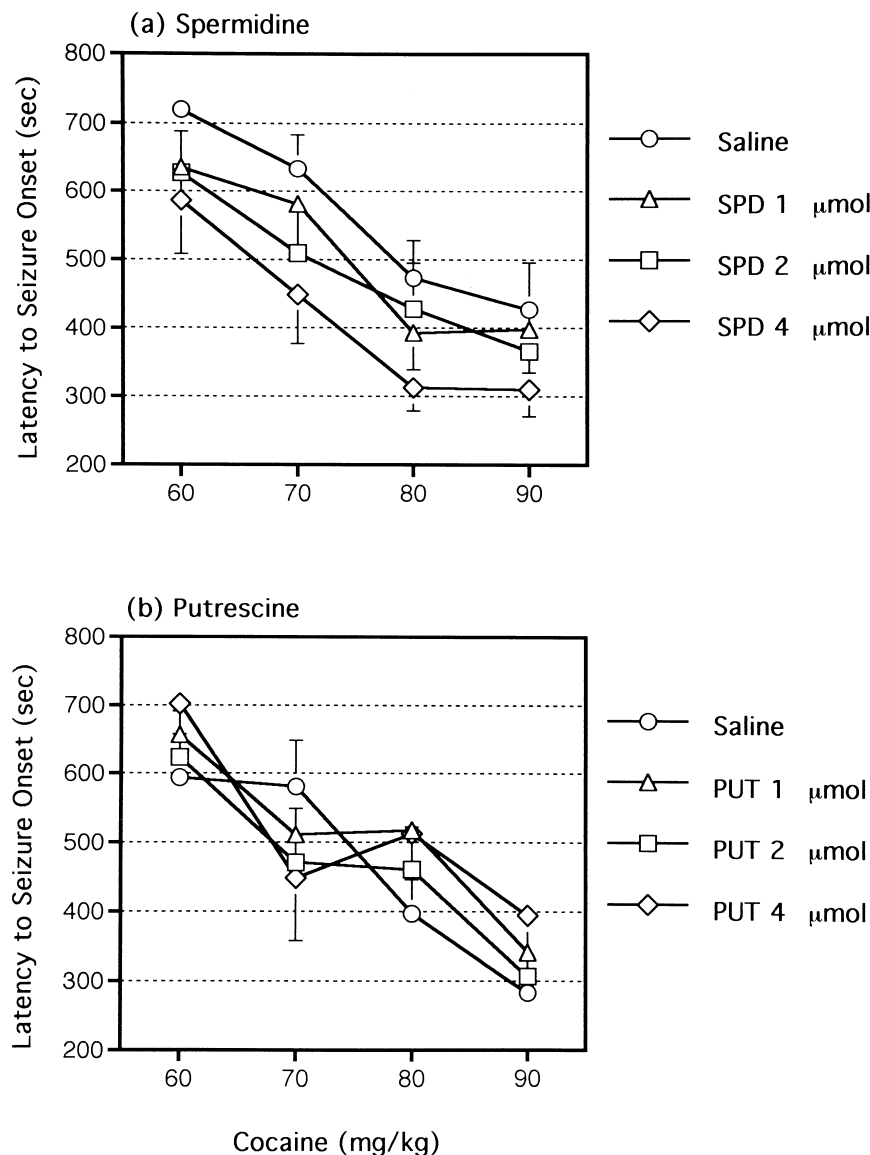 (a) Spermidine
Latency to Seizure Onset (sec)
800
700
600
500
400
300
200
60 70 80 90
Saline
SPD 1 μmol
SPD 2 μmol
SPD 4 μmol
(b) Putrescine
Latency to Seizure Onset (sec)
800
700
600
500
400
300
200
60 70 80 90
Saline
PUT 1 μmol
PUT 2 μmol
PUT 4 μmol
Cocaine (mg/kg)